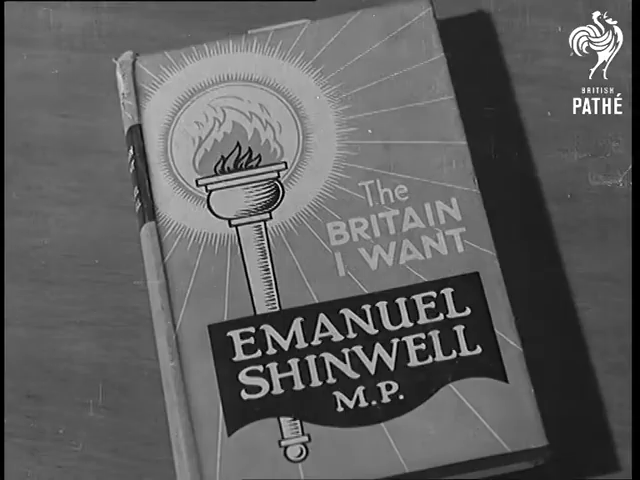 The
BRITAIN
I WANT
EMANUEL
SHINWELL
M.P.
BRITISH
PATHÉ